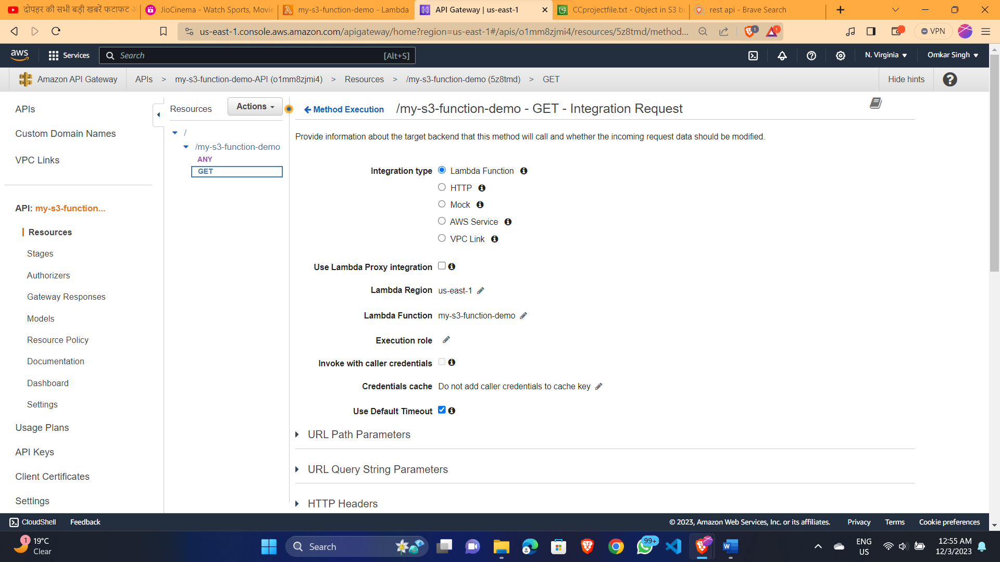 दोपहर की सभी बड़ी खबरें फटाफट
JioCinema - Watch Sports, Movie
my-s3-function-demo - Lambda
API Gateway | us-east-1
CCprojectfile.txt - Object in S3 bu
rest api - Brave Search
us-east-1.console.aws.amazon.com/apigateway/home?region=us-east-1#/apis/o1mm8zjmi4/resources/5z8tmd/method...
1
1
VPN
aws
Services
Search
[Alt+S]
N. Virginia
Omkar Singh
Amazon API Gateway
APIs > my-s3-function-demo-API (o1mm8zjmi4) > Resources > /my-s3-function-demo (5z8tmd) > GET
Hide hints
?
APIs
Custom Domain Names
VPC Links
API: my-s3-function...
Resources
Stages
Authorizers
Gateway Responses
Models
Resource Policy
Documentation
Dashboard
Settings
Usage Plans
API Keys
Client Certificates
Settings
Resources
Actions
/
/my-s3-function-demo
ANY
GET
Method Execution
/my-s3-function-demo - GET - Integration Request
Provide information about the target backend that this method will call and whether the incoming request data should be modified.
Integration type
Lambda Function
HTTP
Mock
AWS Service
VPC Link
Use Lambda Proxy integration
Lambda Region us-east-1
Lambda Function my-s3-function-demo
Execution role
Invoke with caller credentials
Credentials cache Do not add caller credentials to cache key
Use Default Timeout
URL Path Parameters
URL Query String Parameters
HTTP Headers
CloudShell
Feedback
© 2023, Amazon Web Services, Inc. or its affiliates.
Privacy
Terms
Cookie preferences
1
19°C
Clear
Search
99+
ENG
US
12:55 AM
12/3/2023